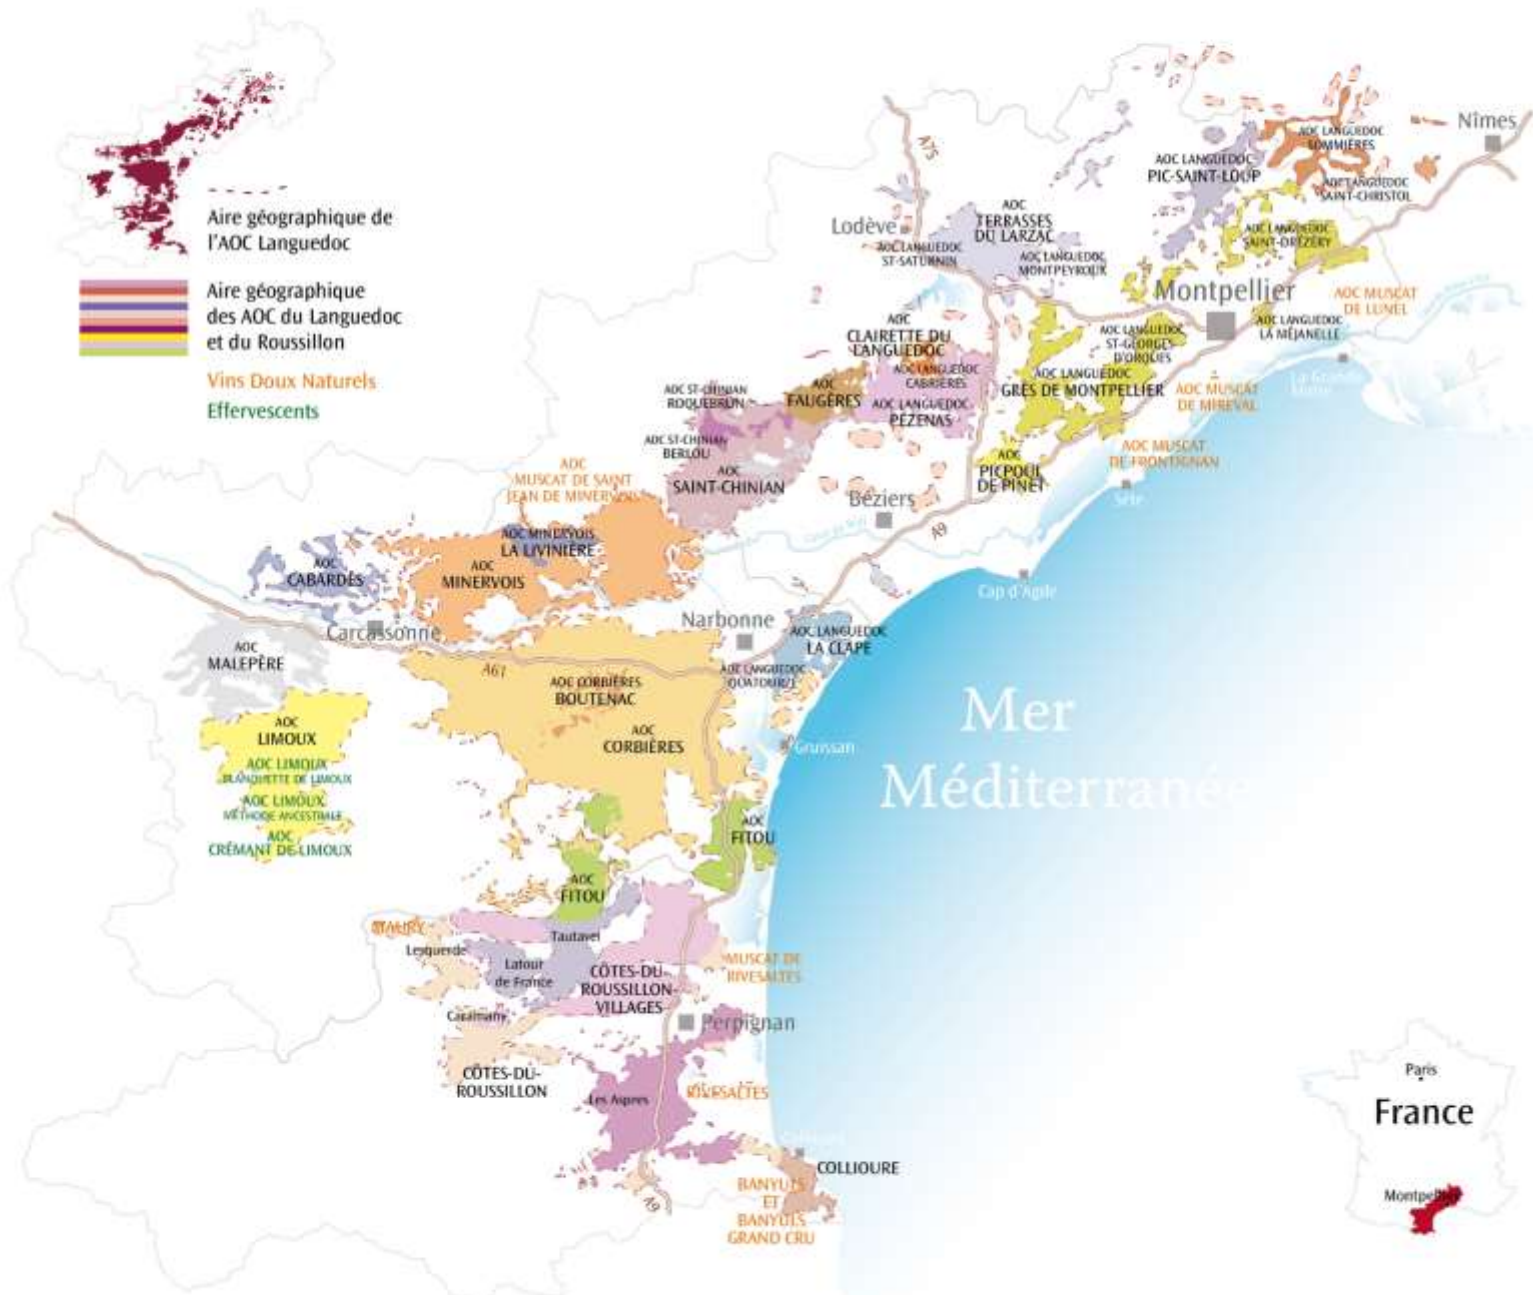 Aire géographique de
l'AOC Languedoc
Aire géographique
des AOC du Languedoc
et du Roussillon
Vins Doux Naturels
Effervescents
A75
Nîmes
AOC LANGUEDOC
SOMMIÈRES
AOC LANGUEDOC
PIC-SAINT-LOUP
AOC LANGUEDOC
SAINT-CHRISTOL
AOC
TERRASSES
DU LARZAC
Lodève
AOC LANGUEDOC
ST-SATURNIN
AOC LANGUEDOC
MONTPEYROUX
AOC LANGUEDOC
SAINT-DRÉZÉRY
Montpellier
AOC MUSCAT
DE LUNEL
AOC LANGUEDOC
LA MÉJANELLE
AOC
CLAIRETTE DU
LANGUEDOC
AOC LANGUEDOC
ST-GEORGES
D'ORQUES
AOC LANGUEDOC
CABRIÈRES
AOC LANGUEDOC
GRÈS DE MONTPELLIER
La Grande
Motte
AOC MUSCAT
DE MIREVAL
AOC ST-CHINIAN
ROQUEBRUN
AOC
FAUGÈRES
AOC LANGUEDOC
PÉZENAS
AOC ST-CHINIAN
BERLOU
AOC MUSCAT
DE FRONTIGNAN
AOC
SAINT-CHINIAN
AOC
PICPOUL
DE PINET
AOC
MUSCAT DE SAINT
JEAN DE MINERVOIS
Béziers
Sète
A9
AOC MINERVOIS
LA LIVINIÈRE
AOC
CABARDÈS
AOC
MINERVOIS
Cap d'Agde
Carcassonne
Narbonne
AOC LANGUEDOC
LA CLAPE
AOC
MALEPÈRE
A61
AOC LANGUEDOC
QUATOURZE
AOC CORBIÈRES
BOUTENAC
AOC
CORBIÈRES
Mer
Méditerranée
Gruissan
AOC
LIMOUX
AOC LIMOUX
BLANQUETTE DE LIMOUX
AOC LIMOUX
MÉTHODE ANCESTRALE
AOC
CRÉMANT DE LIMOUX
AOC
FITOU
AOC
FITOU
MAURY
Lesquerde
Tautavel
Latour
de France
CÔTES-DU-
ROUSSILLON-
VILLAGES
MUSCAT DE
RIVESALTES
Caramany
Perpignan
CÔTES-DU-
ROUSSILLON
Les Aspres
RIVESALTES
Collioure
COLLIOURE
BANYULS
ET
BANYULS
GRAND CRU
A9
Paris
France
Montpellier